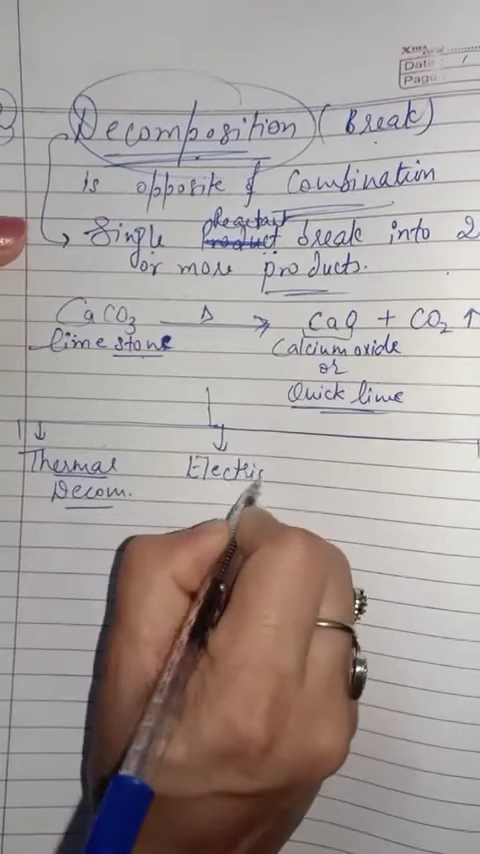 Date : /
Page :
Decomposition (Break)
is opposite of Combination
Reactant
Single Product break into 2
or more products.
CaCO3 Δ → CaO + CO2 ↑
lime stone Calcium oxide
or
Quick lime
Thermal Electric
Decom.